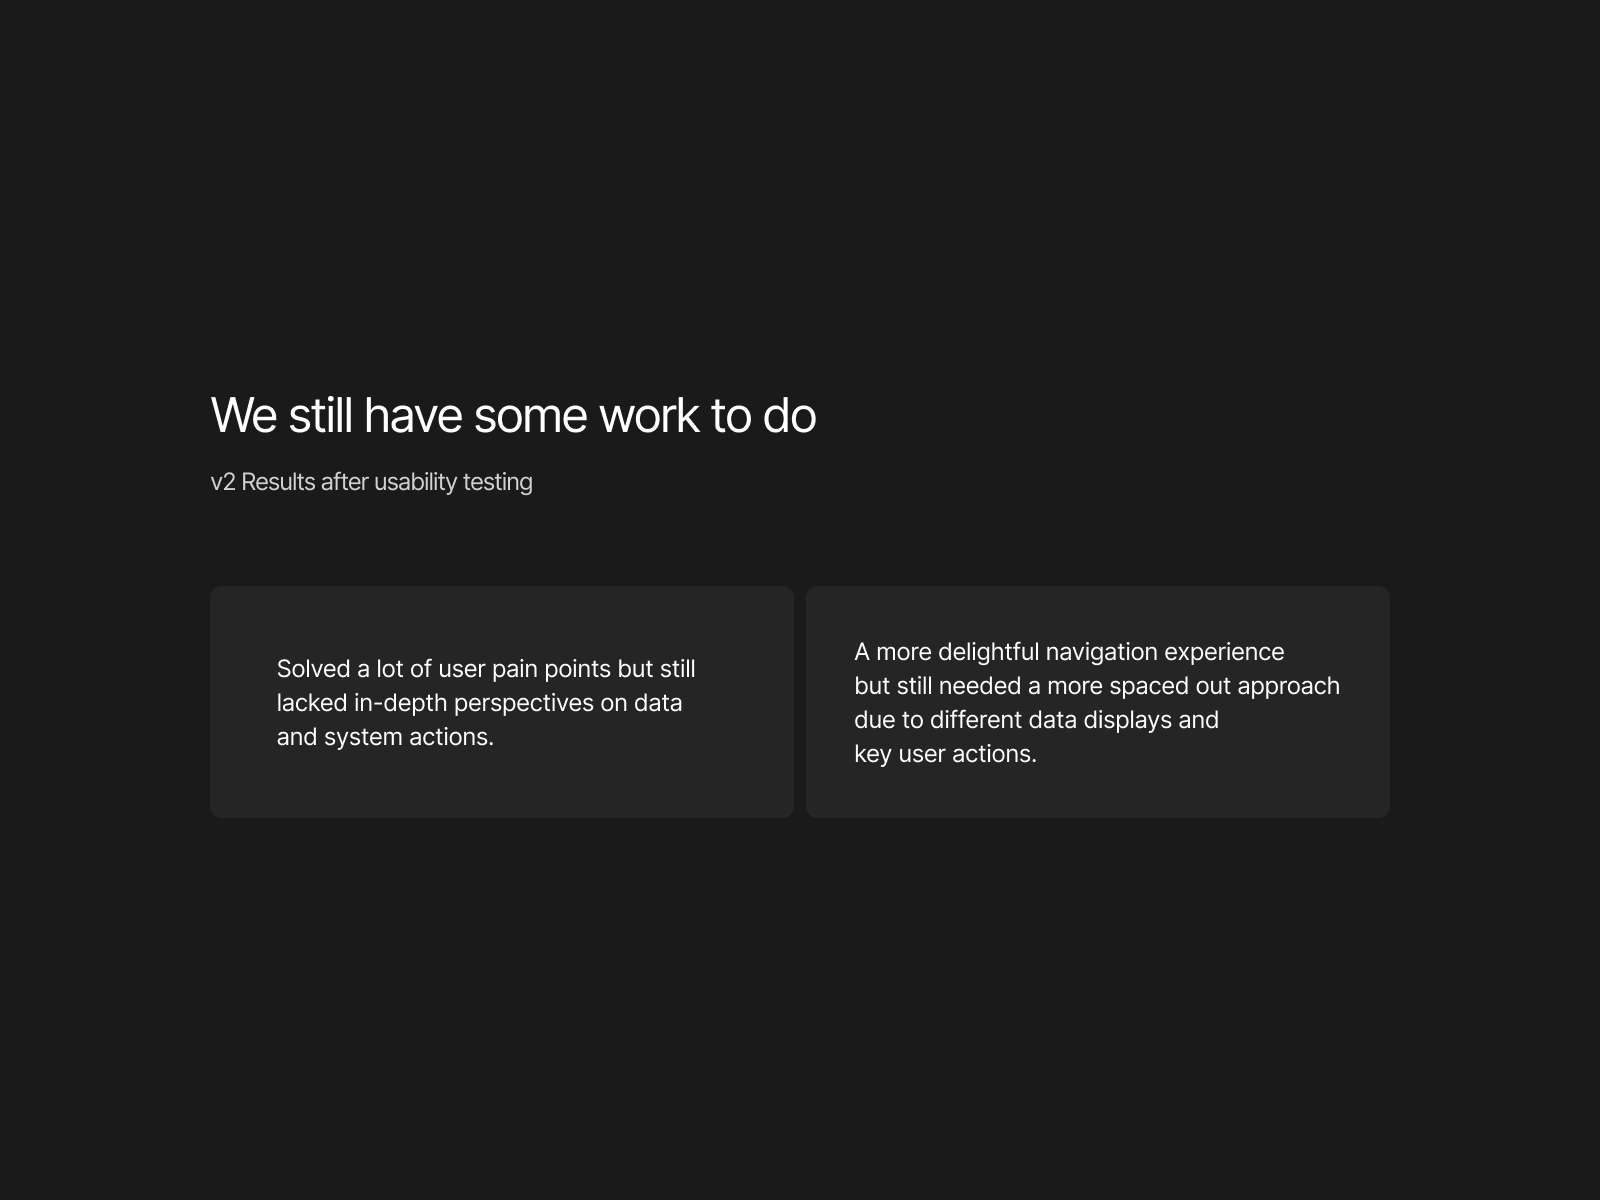 We still have some work to do
v2 Results after usability testing
Solved a lot of user pain points but still
lacked in-depth perspectives on data
and system actions.
A more delightful navigation experience
but still needed a more spaced out approach
due to different data displays and
key user actions.